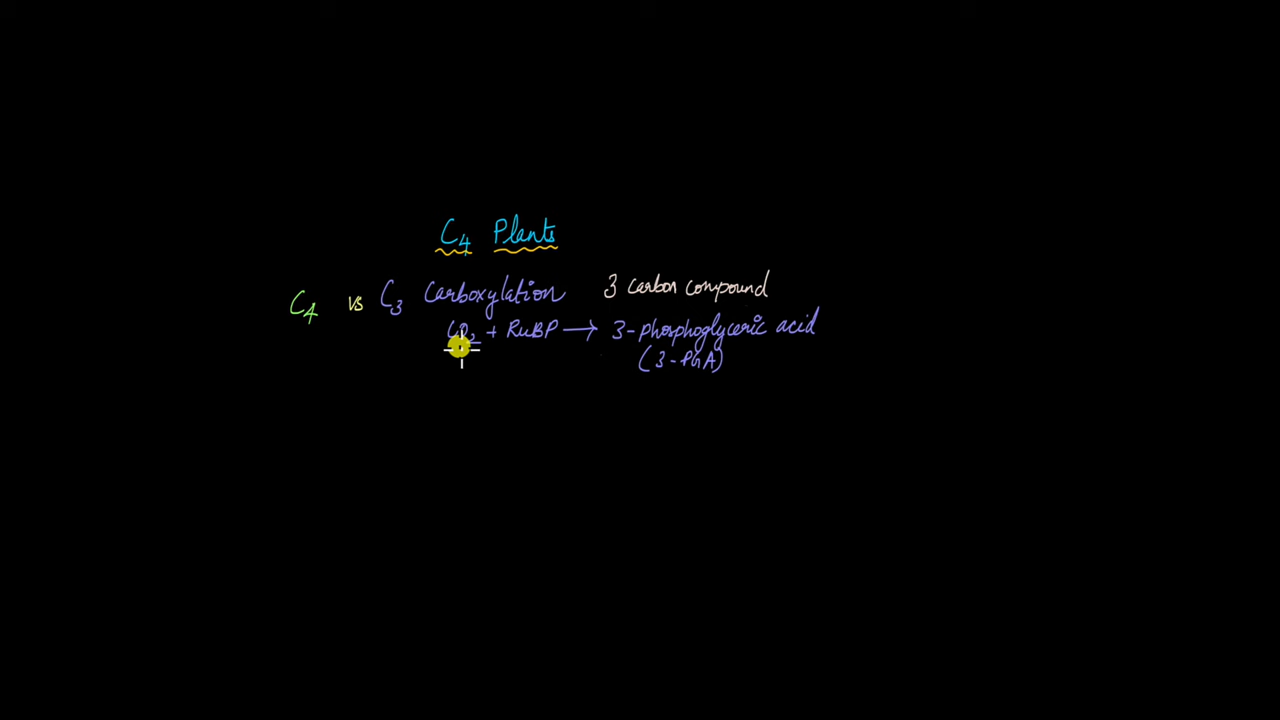 C4 Plants
C4 vs C3 Carboxylation 3 carbon compound
CO2 + RuBP → 3-phosphoglyceric acid
(3-PGA)